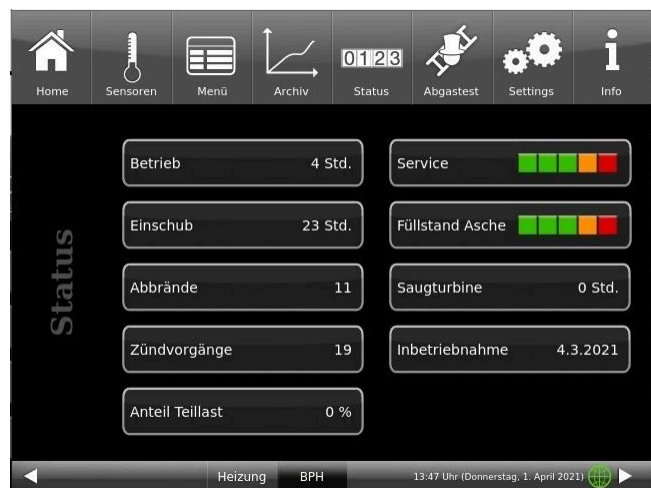 0123
Home Sensoren Menü Archiv Status Abgastest Settings Info
Status
Betrieb 4 Std.
Service
Einschub 23 Std.
Füllstand Asche
Abbrände 11
Saugturbine 0 Std.
Zündvorgänge 19
Inbetriebnahme 4.3.2021
Anteil Teillast 0 %
Heizung BPH 13:47 Uhr (Donnerstag, 1. April 2021)